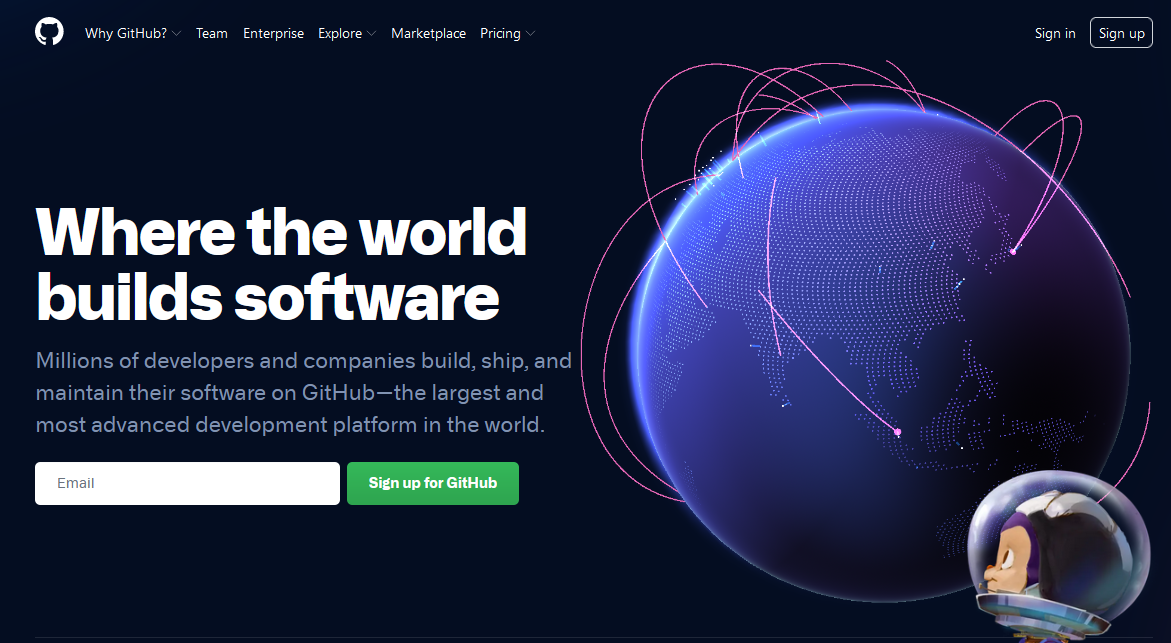 Why GitHub? Team Enterprise Explore Marketplace Pricing Sign in Sign up
Where the world
builds software
Millions of developers and companies build, ship, and
maintain their software on GitHub—the largest and
most advanced development platform in the world.
Email Sign up for GitHub